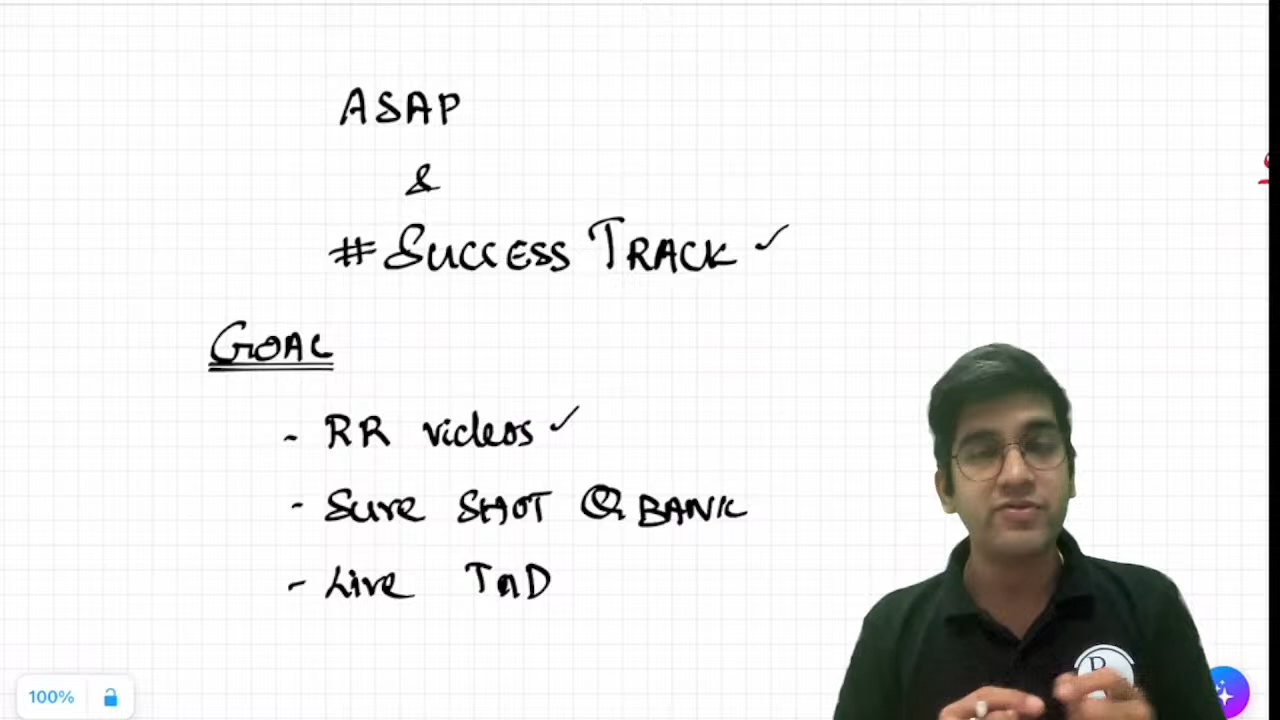 ASAP
&
# SUCCESS TRACK ✓
GOAL
- RR videos ✓
- Sure SHOT Q BANK
- Live TnD
100%